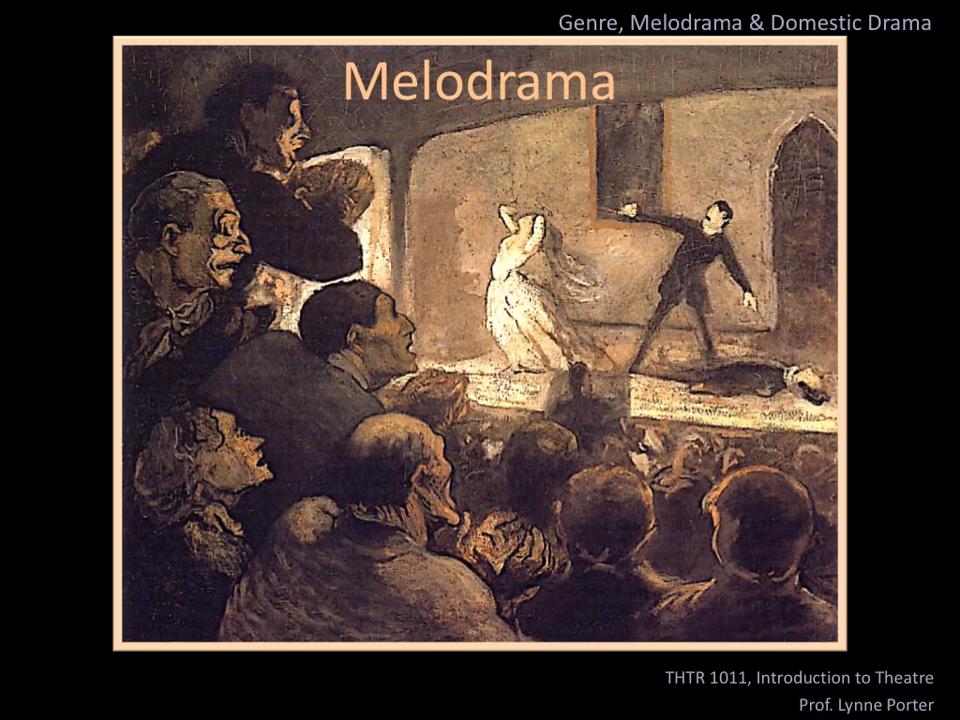 Genre, Melodrama & Domestic Drama
Melodrama
THTR 1011, Introduction to Theatre
Prof. Lynne Porter